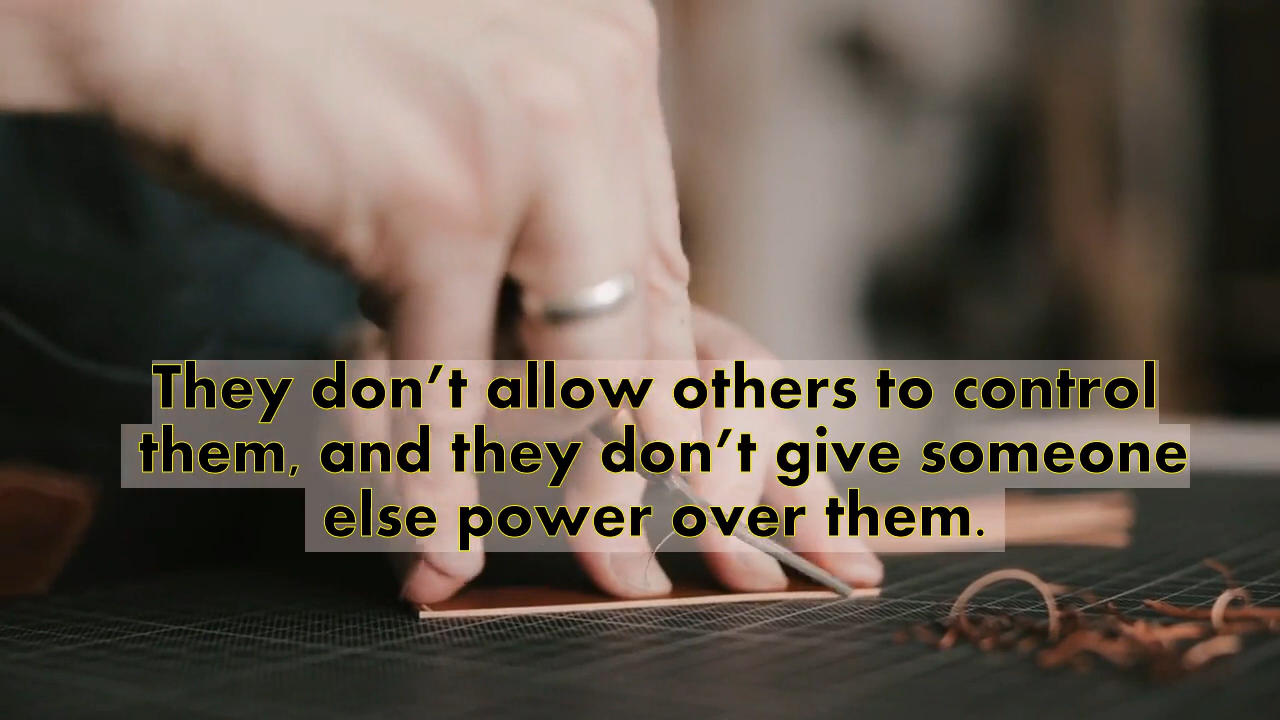 They don’t allow others to control
them, and they don’t give someone
else power over them.